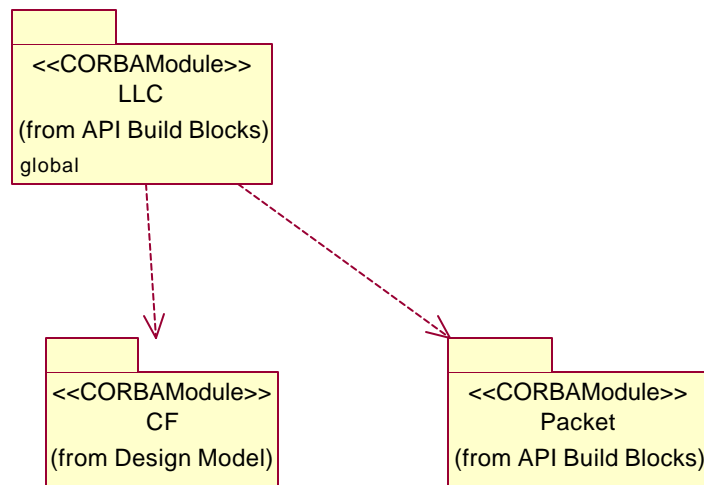 <<CORBAModule>>
LLC
(from API Build Blocks)
global
<<CORBAModule>>
CF
(from Design Model)
<<CORBAModule>>
Packet
(from API Build Blocks)